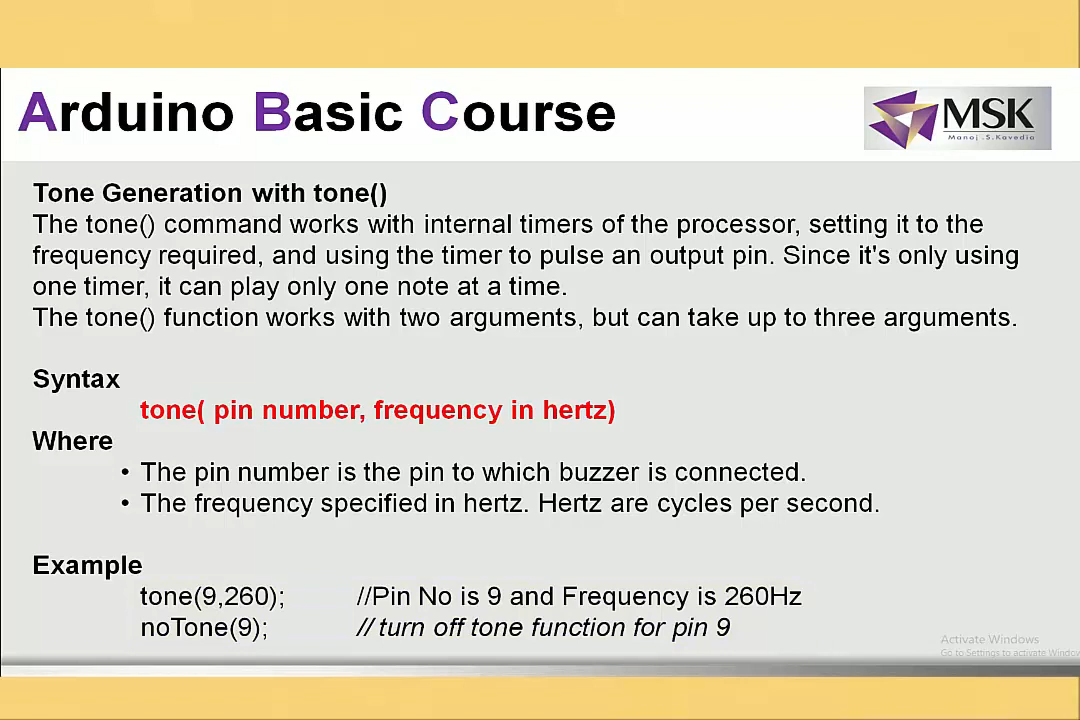 Arduino Basic Course
MSK
Manoj .S.Kavedia
Tone Generation with tone()
The tone() command works with internal timers of the processor, setting it to the
frequency required, and using the timer to pulse an output pin. Since it's only using
one timer, it can play only one note at a time.
The tone() function works with two arguments, but can take up to three arguments.
Syntax
tone( pin number, frequency in hertz)
Where
• The pin number is the pin to which buzzer is connected.
• The frequency specified in hertz. Hertz are cycles per second.
Example
tone(9,260); //Pin No is 9 and Frequency is 260Hz
noTone(9); // turn off tone function for pin 9
Activate Windows
Go to Settings to activate Window